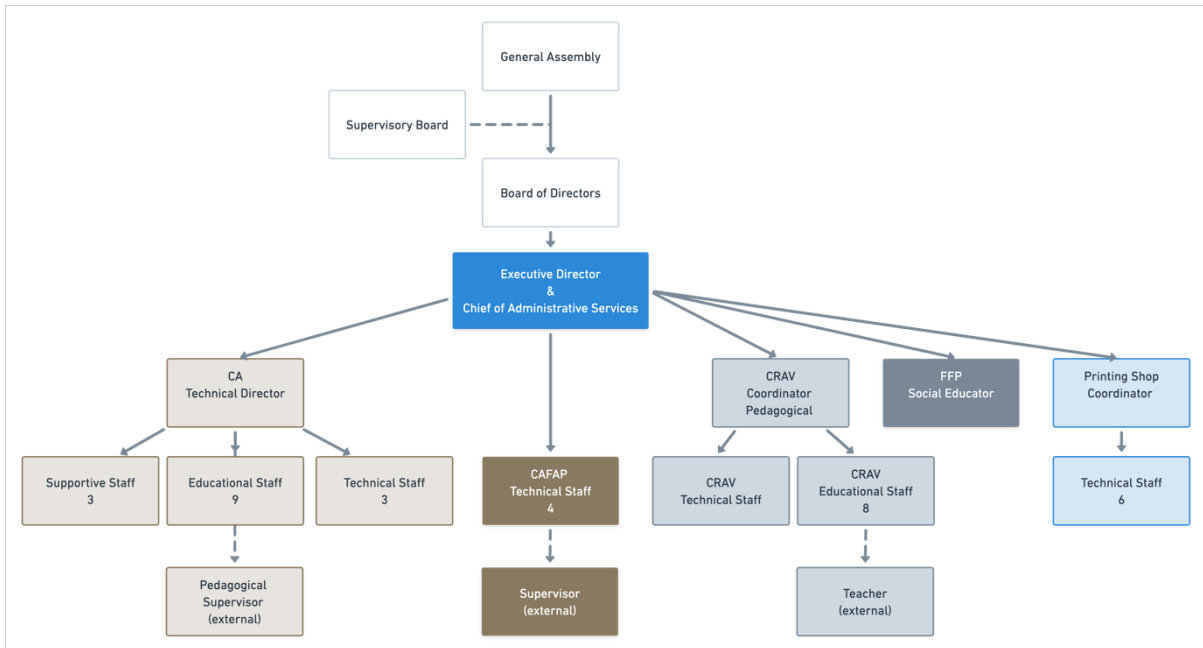 General Assembly
Supervisory Board
Board of Directors
Executive Director
&
Chief of Administrative Services
CA
Technical Director
CRAV
Coordinator
Pedagogical
FFP
Social Educator
Printing Shop
Coordinator
Supportive Staff
3
Educational Staff
9
Technical Staff
3
CAFAP
Technical Staff
4
CRAV
Technical Staff
CRAV
Educational Staff
8
Technical Staff
6
Pedagogical
Supervisor
(external)
Supervisor
(external)
Teacher
(external)